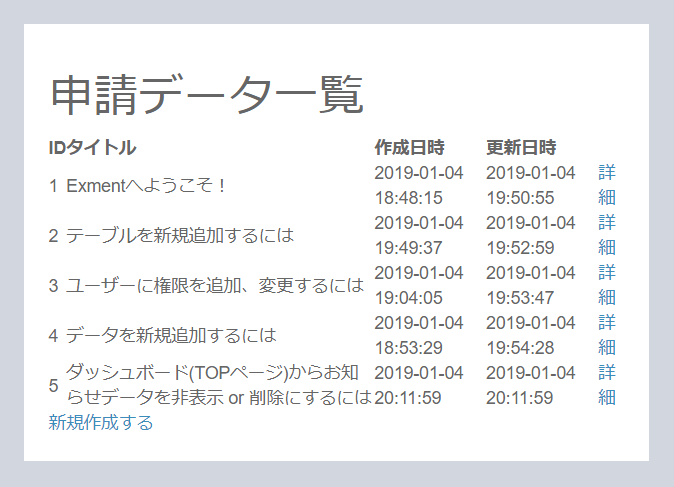 申請データ一覧
IDタイトル 作成日時 更新日時
1 Exmentへようこそ！ 2019-01-04 18:48:15 2019-01-04 19:50:55 詳細
2 テーブルを新規追加するには 2019-01-04 19:49:37 2019-01-04 19:52:59 詳細
3 ユーザーに権限を追加、変更するには 2019-01-04 19:04:05 2019-01-04 19:53:47 詳細
4 データを新規追加するには 2019-01-04 18:53:29 2019-01-04 19:54:28 詳細
5 ダッシュボード(TOPページ)からお知らせデータを非表示 or 削除にするには 2019-01-04 20:11:59 2019-01-04 20:11:59 詳細
新規作成する